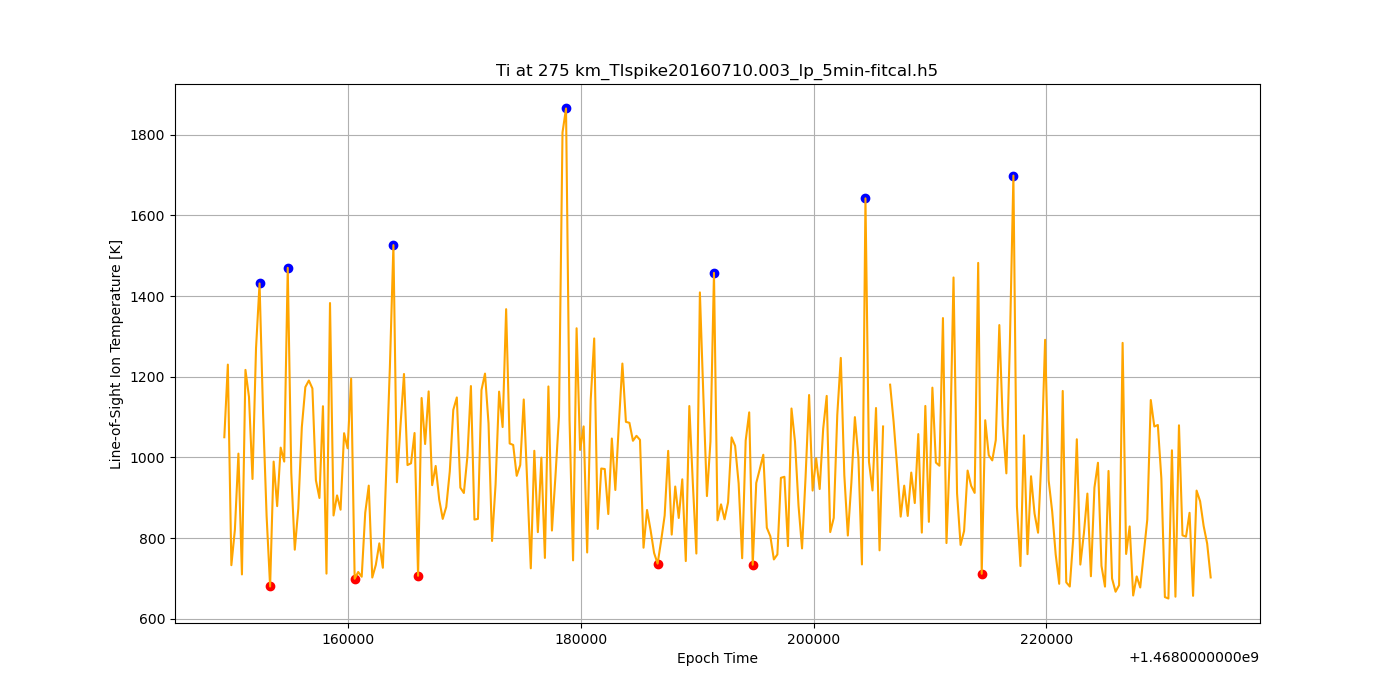 Ti at 275 km_TIspike20160710.003_lp_5min-fitcal.h5
Line-of-Sight Ion Temperature [K]
1800
1600
1400
1200
1000
800
600
160000 180000 200000 220000
Epoch Time
+1.4680000000e9